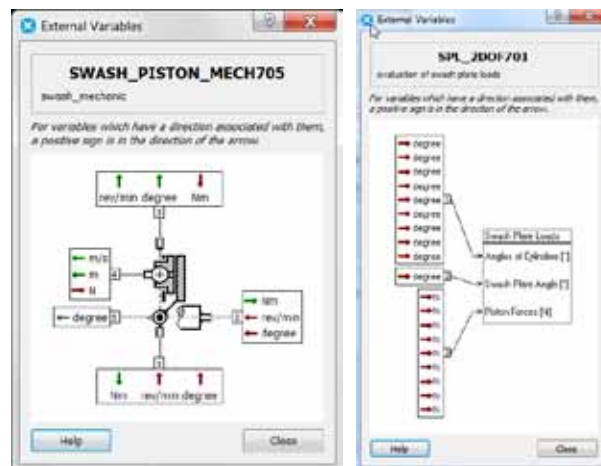 External Variables
SWASH_PISTON_MECH705
swash_mechanic
For variables which have a direction associated with them,
a positive sign is in the direction of the arrow.
rev/min degree Nm
m/s
m
N
degree
Nm
rev/min
degree
Nm rev/min degree
Help
Close
External Variables
SPL_2DOF701
evaluation of swash plate loads
For variables which have a direction associated with them,
a positive sign is in the direction of the arrow.
degree
degree
degree
degree
degree
degree
degree
degree
degree
degree
Swash Plate Loads
Angles of Cylinders [°]
Swash Plate Angle [°]
Piston Forces [N]
Help
Close